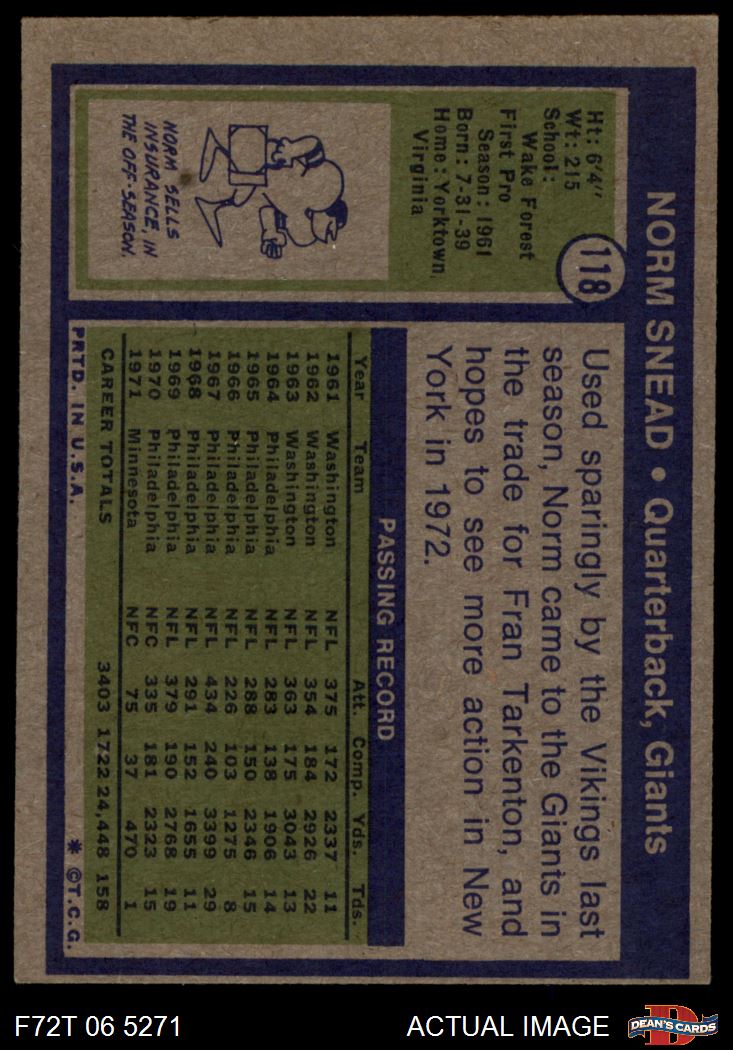 NORM SNEAD • Quarterback, Giants
118
Ht: 6'4"
Wt: 215
School:
Wake Forest
First Pro
Season: 1961
Born: 7-31-39
Home: Yorktown,
Virginia
NORM SELLS
INSURANCE, IN
THE OFF-SEASON.
Used sparingly by the Vikings last
season, Norm came to the Giants in
the trade for Fran Tarkenton, and
hopes to see more action in New
York in 1972.
PASSING RECORD
Year Team Att. Comp. Yds. Tds.
1961 Washington NFL 375 172 2337 11
1962 Washington NFL 354 184 2926 22
1963 Washington NFL 363 175 3043 13
1964 Philadelphia NFL 283 138 1906 14
1965 Philadelphia NFL 288 150 2346 15
1966 Philadelphia NFL 226 103 1275 8
1967 Philadelphia NFL 434 240 3399 29
1968 Philadelphia NFL 291 152 1655 11
1969 Philadelphia NFL 379 190 2768 19
1970 Philadelphia NFC 335 181 2323 15
1971 Minnesota NFC 75 37 470 1
CAREER TOTALS 3403 1722 24,448 158
PRTD. IN U.S.A. * ©T.C.G.
F72T 06 5271 ACTUAL IMAGE DEAN'S CARDS